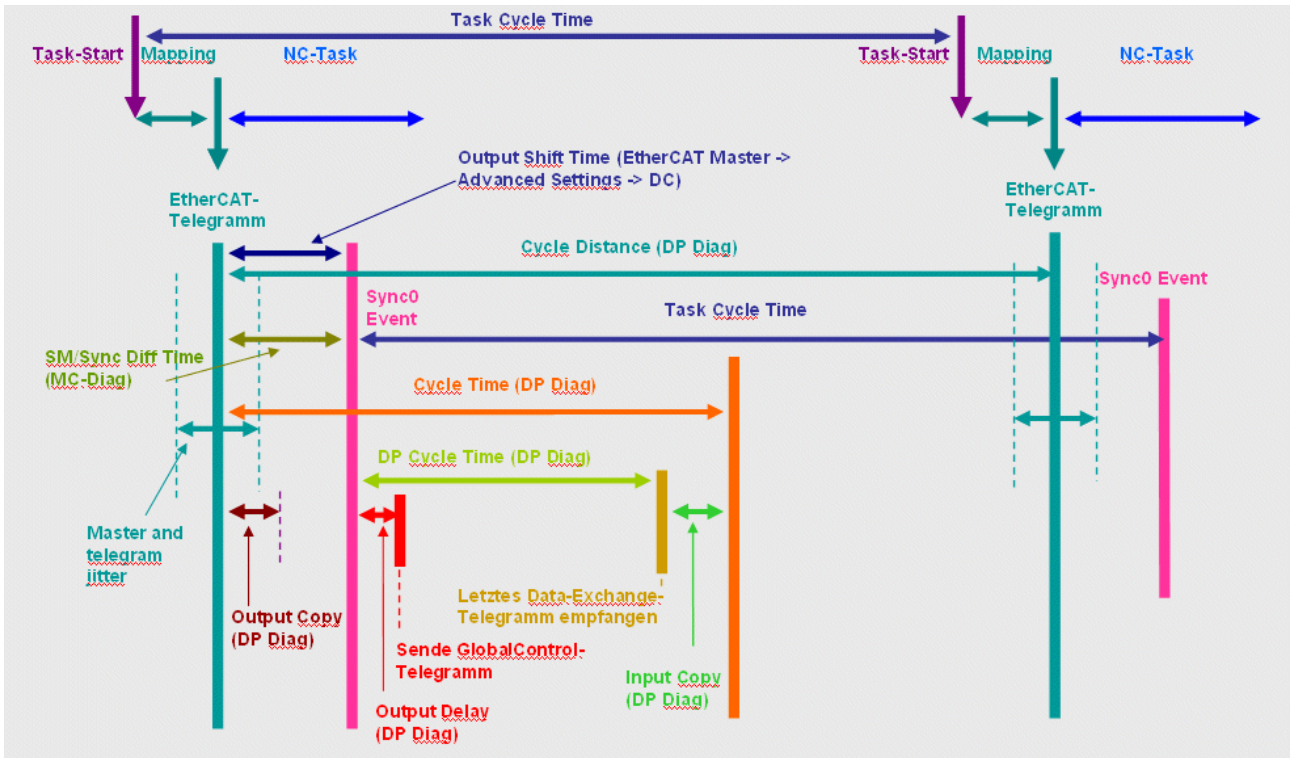 Task Cycle Time
Task-Start
Mapping
NC-Task
Task-Start
Mapping
NC-Task
Output Shift Time (EtherCAT Master ->
Advanced Settings -> DC)
EtherCAT-
Telegramm
EtherCAT-
Telegramm
Cycle Distance (DP Diag)
Sync0 Event
Sync0
Event
Task Cycle Time
SM/Sync Diff Time
(MC-Diag)
Cycle Time (DP Diag)
DP Cycle Time (DP Diag)
Master and
telegram
jitter
Output Copy
(DP Diag)
Letztes Data-Exchange-
Telegramm empfangen
Sende GlobalControl-
Telegramm
Input Copy
(DP Diag)
Output Delay
(DP Diag)